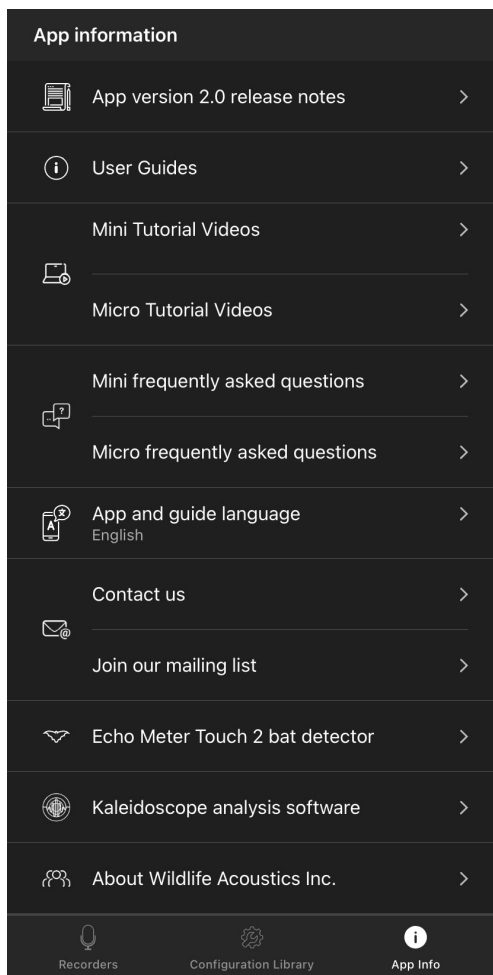 App information
App version 2.0 release notes
User Guides
Mini Tutorial Videos
Micro Tutorial Videos
Mini frequently asked questions
Micro frequently asked questions
App and guide language
English
Contact us
Join our mailing list
Echo Meter Touch 2 bat detector
Kaleidoscope analysis software
About Wildlife Acoustics Inc.
Recorders
Configuration Library
App Info